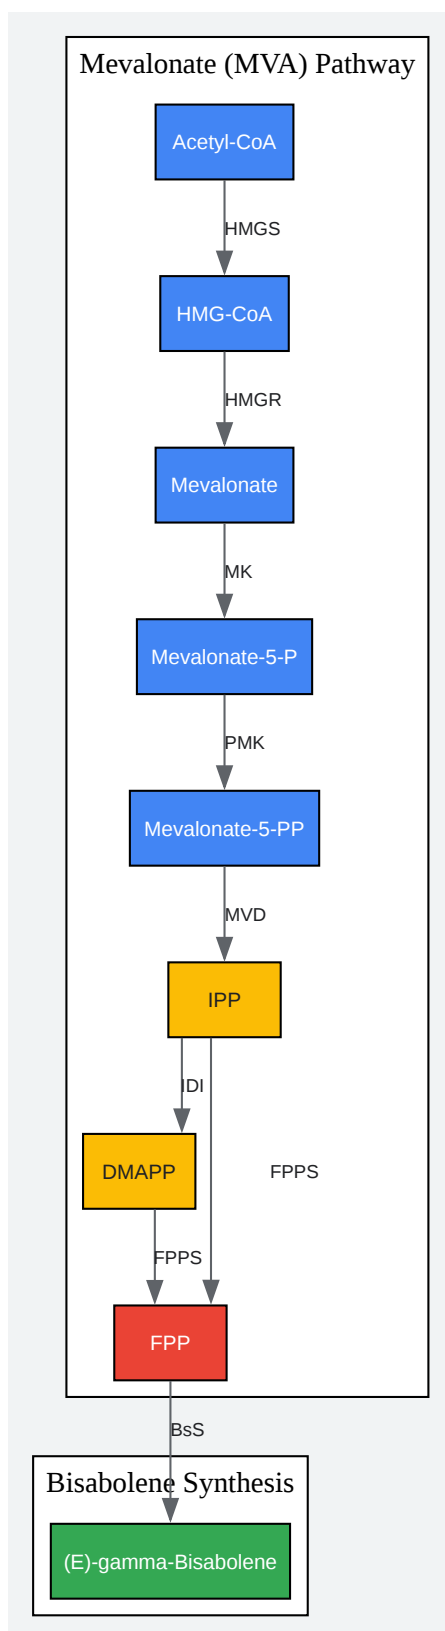 Mevalonate (MVA) Pathway
Acetyl-CoA
HMGS
HMG-CoA
HMGR
Mevalonate
MK
Mevalonate-5-P
PMK
Mevalonate-5-PP
MVD
IPP
IDI
DMAPP
FPPS
FPPS
FPP
BsS
Bisabolene Synthesis
(E)-gamma-Bisabolene